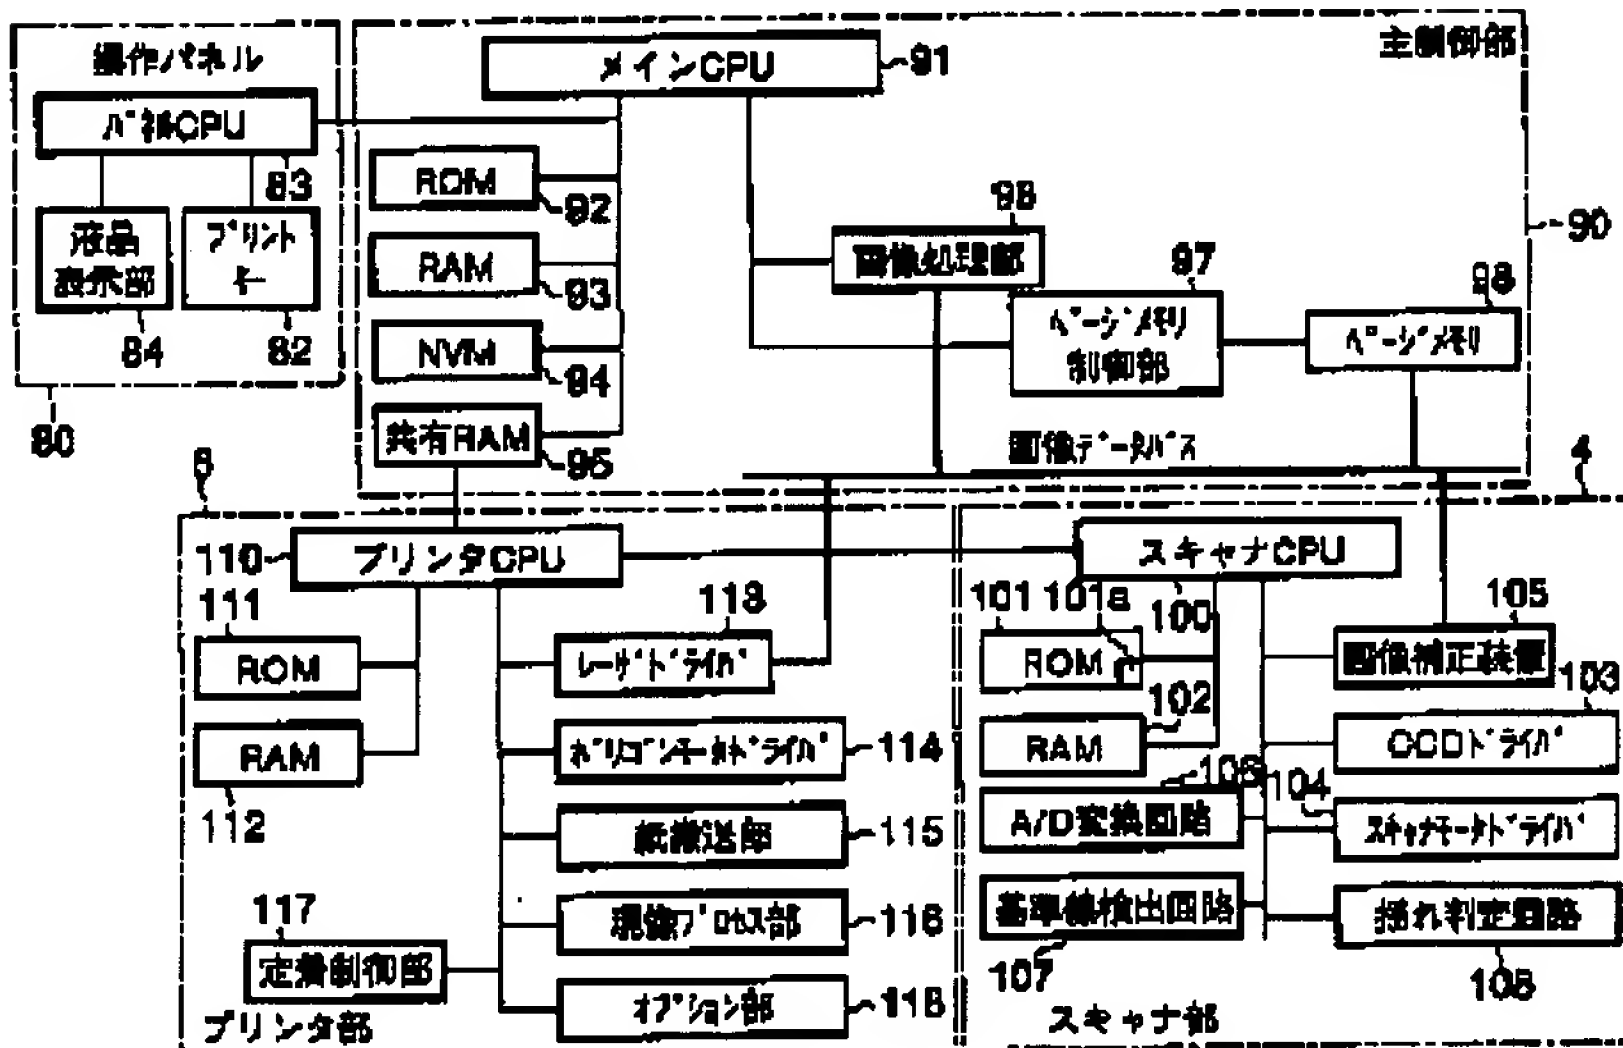 操作パネル
主制御部
メインCPU
91
パネルCPU
83
ROM
92
液晶
表示部
84
プリント
キー
82
80
RAM
93
NVM
94
共有RAM
95
画像処理部
ページメモリ
制御部
97
ページメモリ
98
90
画像データバス
6
4
110
プリンタCPU
スキャナCPU
100
111
ROM
RAM
112
113
レーザドライバ
ポリゴンモータドライバ
114
紙搬送部
115
現像プロセス部
116
117
定着制御部
オプション部
118
プリンタ部
101
101a
ROM
102
RAM
106
A/D変換回路
基準線検出回路
107
105
画像補正装置
103
CCDドライバ
104
スキャナモータドライバ
揺れ判定回路
108
スキャナ部